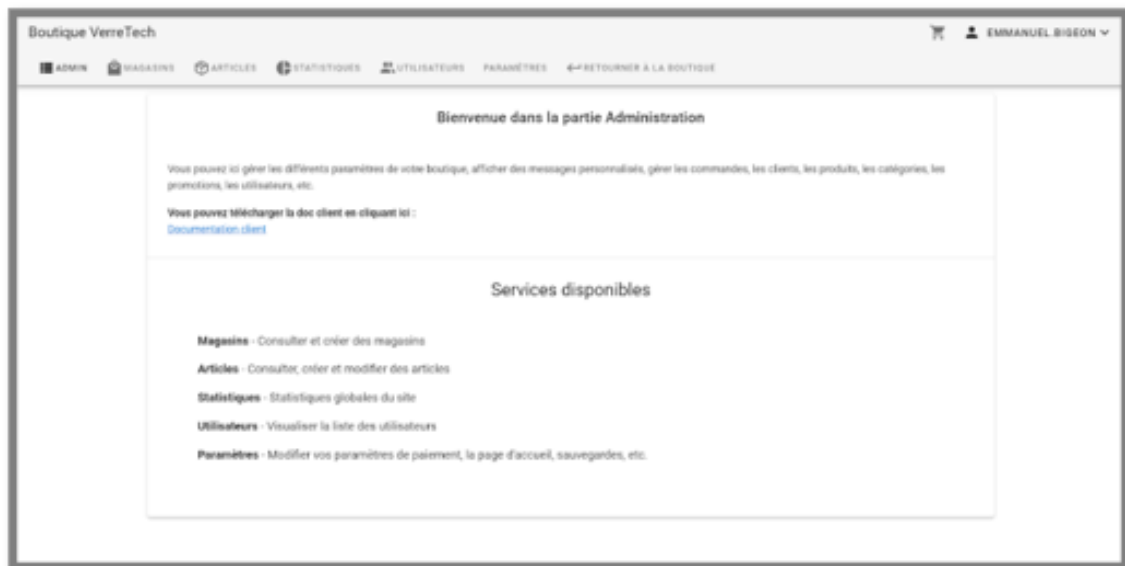 Boutique VerreTech
EMMANUEL.BIGEON
ADMIN MAGASINS ARTICLES STATISTIQUES UTILISATEURS PARAMÈTRES RETOURNER À LA BOUTIQUE
Bienvenue dans la partie Administration
Vous pouvez ici gérer les différents paramètres de votre boutique, afficher des messages personnalisés, gérer les commandes, les clients, les produits, les catégories, les
promotions, les utilisateurs, etc.
Vous pouvez télécharger la doc client en cliquant ici :
Documentation client
Services disponibles
Magasins - Consulter et créer des magasins
Articles - Consulter, créer et modifier des articles
Statistiques - Statistiques globales du site
Utilisateurs - Visualiser la liste des utilisateurs
Paramètres - Modifier vos paramètres de paiement, la page d'accueil, sauvegardes, etc.